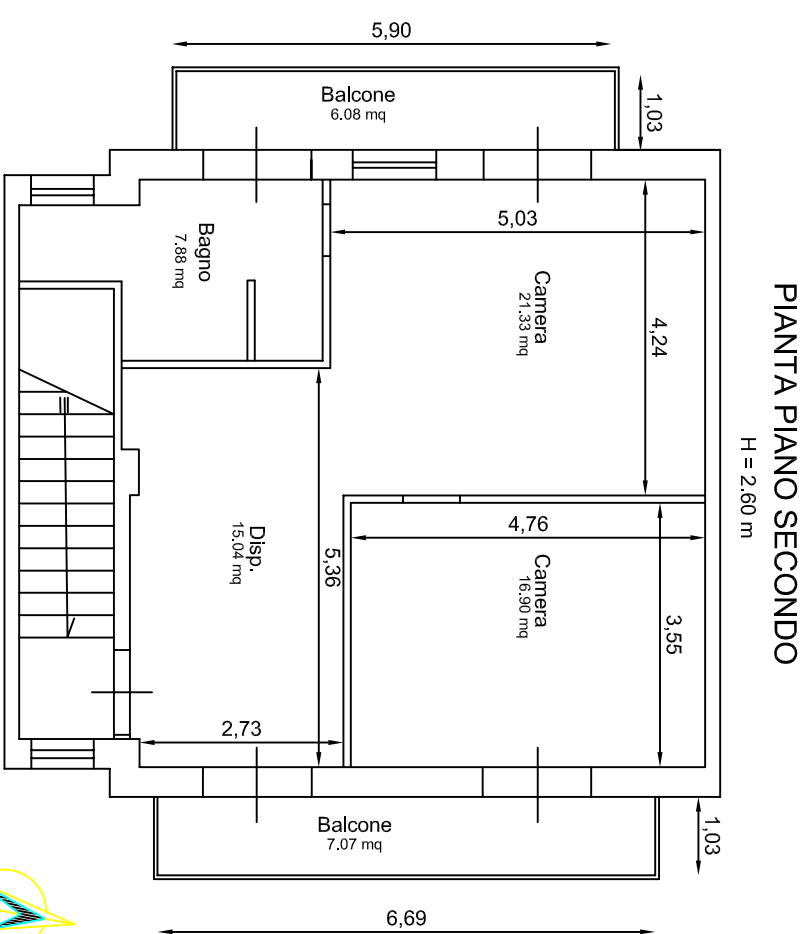 PIANTA PIANO SECONDO
H = 2.60 m
5,90
Balcone
6.08 mq
1,03
Bagno
7.88 mq
5,03
Camera
21.33 mq
4,24
Disp.
15.04 mq
5,36
4,76
Camera
16.90 mq
3,55
2,73
Balcone
7.07 mq
1,03
6,69